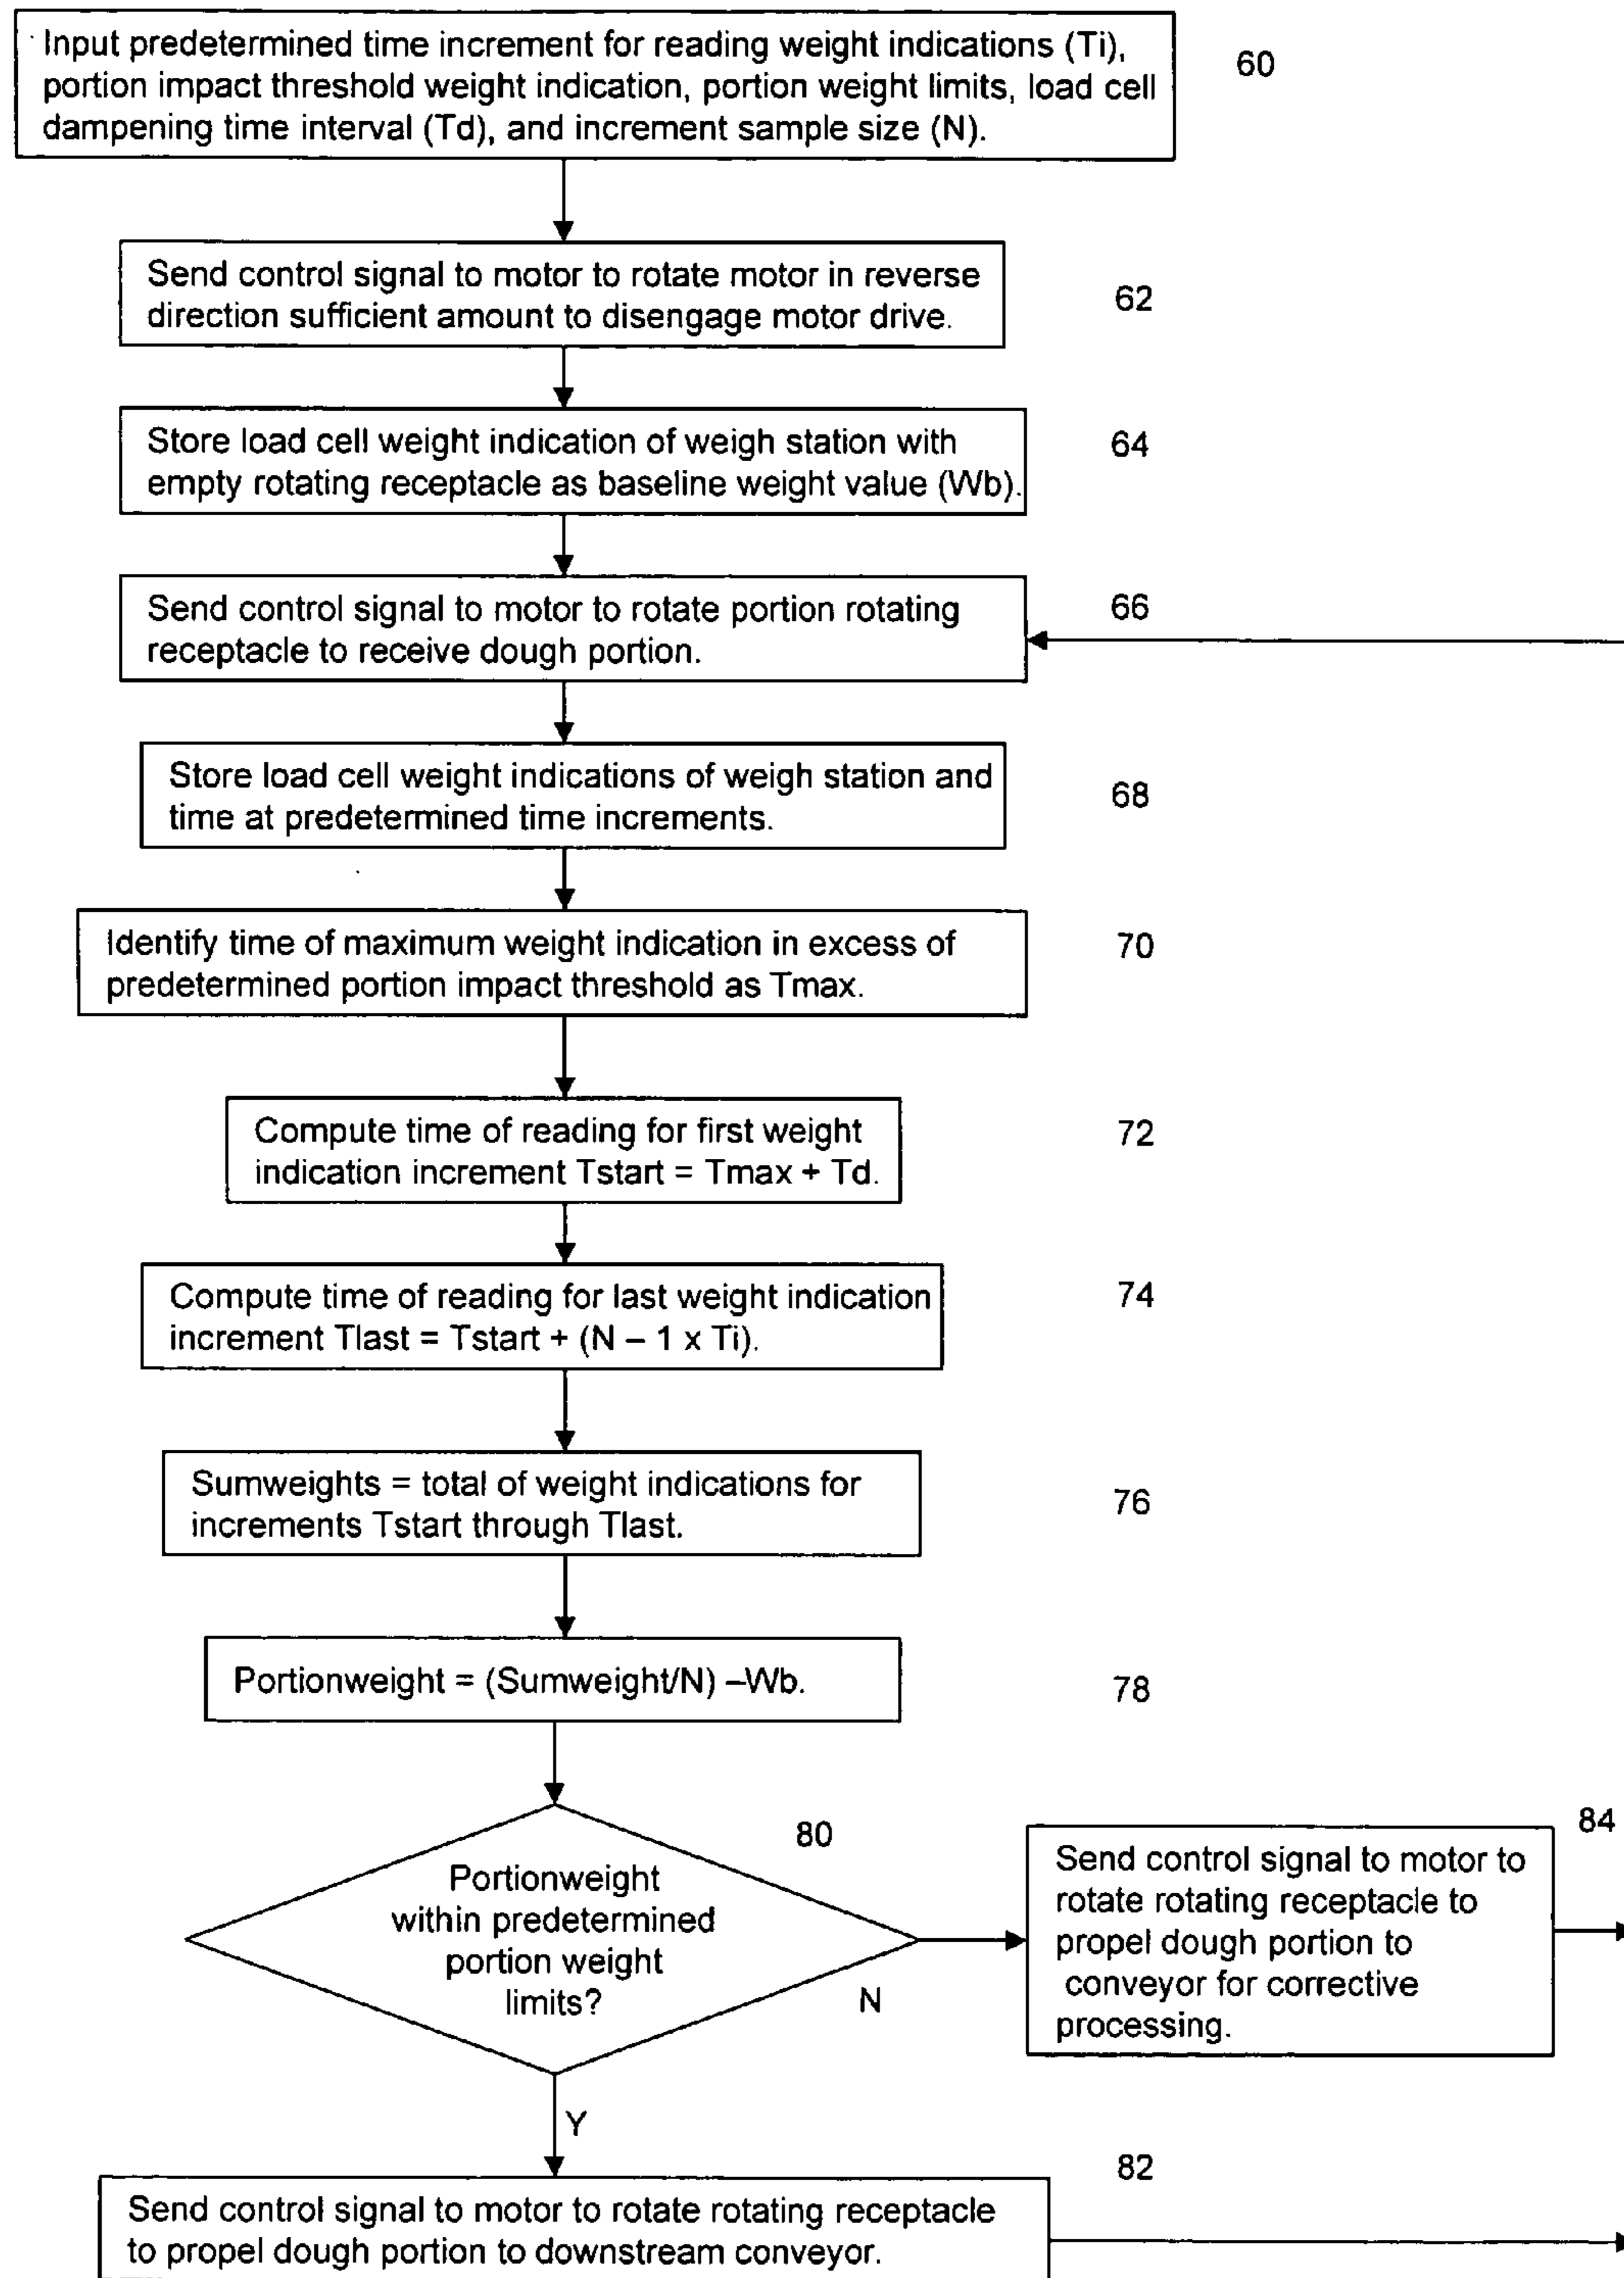 Input predetermined time increment for reading weight indications (Ti),
portion impact threshold weight indication, portion weight limits, load cell
dampening time interval (Td), and increment sample size (N).
60
Send control signal to motor to rotate motor in reverse
direction sufficient amount to disengage motor drive.
62
Store load cell weight indication of weigh station with
empty rotating receptacle as baseline weight value (Wb).
64
Send control signal to motor to rotate portion rotating
receptacle to receive dough portion.
66
Store load cell weight indications of weigh station and
time at predetermined time increments.
68
Identify time of maximum weight indication in excess of
predetermined portion impact threshold as Tmax.
70
Compute time of reading for first weight
indication increment Tstart = Tmax + Td.
72
Compute time of reading for last weight indication
increment Tlast = Tstart + (N – 1 x Ti).
74
Sumweights = total of weight indications for
increments Tstart through Tlast.
76
Portionweight = (Sumweight/N) –Wb.
78
80
Portionweight
within predetermined
portion weight
limits?
N
84
Send control signal to motor to
rotate rotating receptacle to
propel dough portion to
conveyor for corrective
processing.
Y
82
Send control signal to motor to rotate rotating receptacle
to propel dough portion to downstream conveyor.